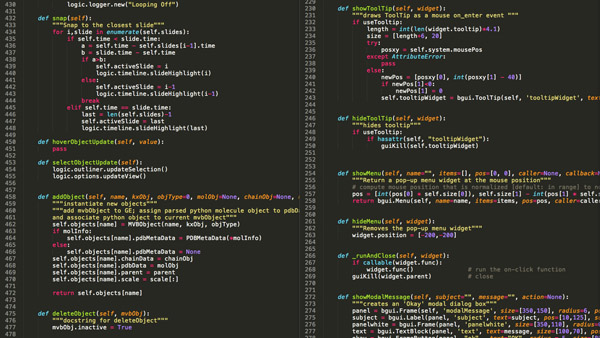 430 logic.logger.new("Looping Off")
431
432 def snap(self):
433 """Snap to the closest slide"""
434 for i,slide in enumerate(self.slides):
435 if self.time < slide.time:
436 a = self.time - self.slides[i-1].time
437 b = slide.time - self.time
438 if a>b:
439 self.activeSlide = i
440 logic.timeline.slideHighlight(i)
441 else:
442 self.activeSlide = i-1
443 logic.timeline.slideHighlight(i-1)
444 break
445 elif self.time == slide.time:
446 last = len(self.slides)-1
447 self.activeSlide = last
448 logic.timeline.slideHighlight(last)
449
450 def hoverObjectUpdate(self, value):
451 pass
452
453 def selectObjectUpdate(self):
454 logic.outliner.updateSelection()
455 logic.options.updateView()
456
457
458 def addObject(self, name, kxObj, objType=0, molObj=None, chainObj=None,
459 """instantiate new objects"""
460 """add mvbObject to GE; assign parsed python molecule object to pdbDa
461 and associate python object to current mvbObject"""
462 self.objects[name] = MVBObject(name, kxObj, objType)
463 if molInfo:
464 self.objects[name].pdbMetaData = PDBMetaData(*molInfo)
465 else:
466 self.objects[name].pdbMetaData = None
467 self.objects[name].chainData = chainObj
468 self.objects[name].pdbData = molObj
469 self.objects[name].parent = parent
470 self.objects[name].scale = scale[:]
471
472 return self.objects[name]
473
474
475 def deleteObject(self, mvbObj):
476 """docstring for deleteObject"""
477 mvbObj.inactive = True
478
229
230 def showToolTip(self, widget):
231 """draws ToolTip as a mouse on_enter event """
232 if useToolTip:
233 length = int(len(widget.tooltip)*4.1)
234 size = [length+6, 20]
235 try:
236 posxy = self.system.mousePos
237 except AttributeError:
238 pass
239 else:
240 newPos = [posxy[0], int(posxy[1] - 40)]
241 if newPos[1]<0:
242 newPos[1] = 0
243 self.tooltipWidget = bgui.ToolTip(self, 'tooltipWidget', tex
244
245
246 def hideToolTip(self, widget):
247 """hides tooltip"""
248 if useToolTip:
249 if hasattr(self, "tooltipWidget"):
250 guiKill(self.tooltipWidget)
251
252
253
254 def showMenu(self, name="", items=[], pos=[0, 0], caller=None, callback=N
255 """Return a pop-up menu widget at the mouse position"""
256 # compute mouse position that is normalized (default: in range) to no
257 pos = [int(pos[0] * self.size[0]), self.size[1] - int(pos[1] * self.s
258 return bgui.Menu(self, name=name, items=items, pos=pos, caller=caller
259
260
261 def hideMenu(self, widget):
262 """Removes the pop-up menu widget"""
263 widget.position = [-200, -200]
264
265
266 def _runAndClose(self, widget):
267 if callable(widget.func):
268 widget.func() # run the on-click function
269 guiKill(widget.parent) # close
270
271
272 def showModalMessage(self, subject="", message="", action=None):
273 """creates an 'Okay' modal dialog box"""
274 panel = bgui.Frame(self, 'modalMessage', size=[350,150], radius=6, po
275 subject = bgui.Label(panel, 'subject', text=subject, pos=[10,125], si
276 panelwhite = bgui.Frame(panel, 'panelwhite', size=[350,110], radius=0
277 text = bgui.TextBlock(panel, 'text', text=message, size=[100,70], pos